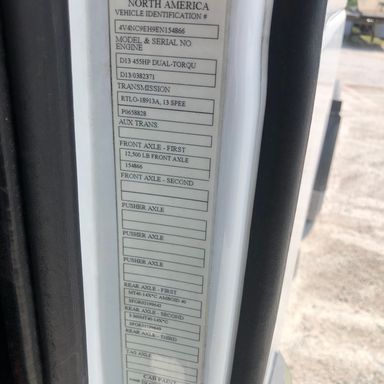 NORTH AMERICA
VEHICLE IDENTIFICATION #
4V4NC9EH9EN154866
MODEL & SERIAL NO.
ENGINE
D13 455HP DUAL-TORQU
D13/0382371
TRANSMISSION
RTLO-18913A, 13 SPEE
P0658828
AUX TRANS.
FRONT AXLE - FIRST
12,500 LB FRONT AXLE
154866
FRONT AXLE - SECOND
PUSHER AXLE
PUSHER AXLE
PUSHER AXLE
REAR AXLE - FIRST
REAR AXLE - SECOND
REAR AXLE - THIRD
TAG AXLE
CAB PAINT